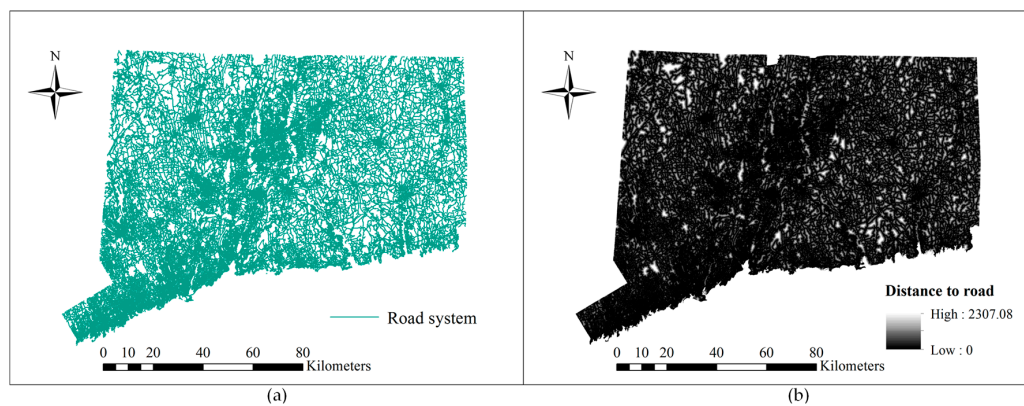 N
Road system
0 10 20 40 60 80
Kilometers
(a)
N
Distance to road
High : 2307.08
Low : 0
0 10 20 40 60 80
Kilometers
(b)